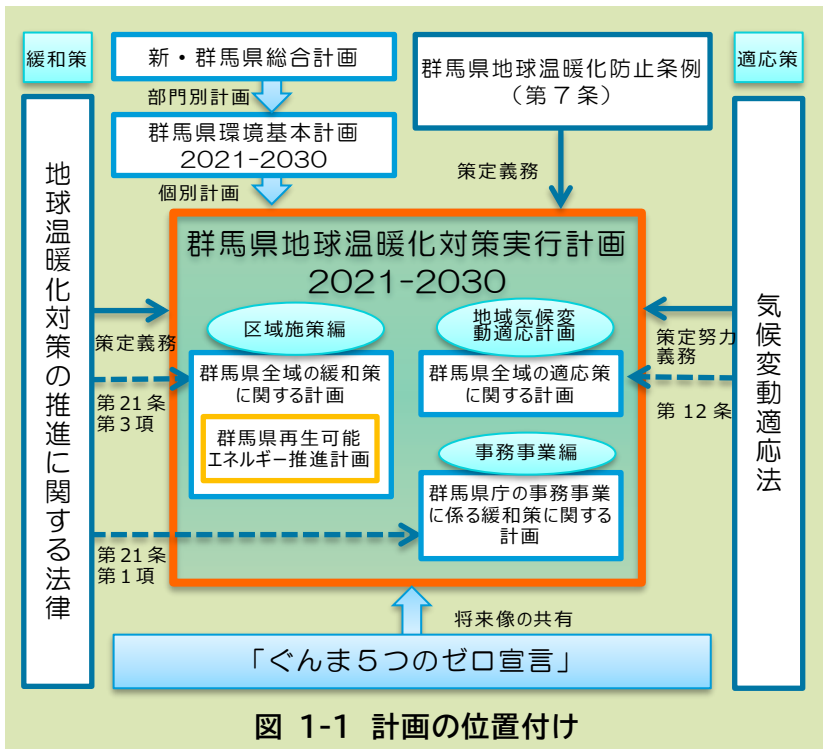 緩和策
新・群馬県総合計画
群馬県地球温暖化防止条例
（第７条）
適応策
部門別計画
群馬県環境基本計画
2021-2030
個別計画
策定義務
地球温暖化対策の推進に関する法律
群馬県地球温暖化対策実行計画
2021-2030
気候変動適応法
策定義務
第21条
第3項
区域施策編
群馬県全域の緩和策
に関する計画
群馬県再生可能
エネルギー推進計画
地域気候変
動適応計画
群馬県全域の適応策
に関する計画
策定努力
義務
第 12 条
事務事業編
群馬県庁の事務事業
に係る緩和策に関する
計画
第21条
第1項
将来像の共有
「ぐんま５つのゼロ宣言」
図 1-1 計画の位置付け